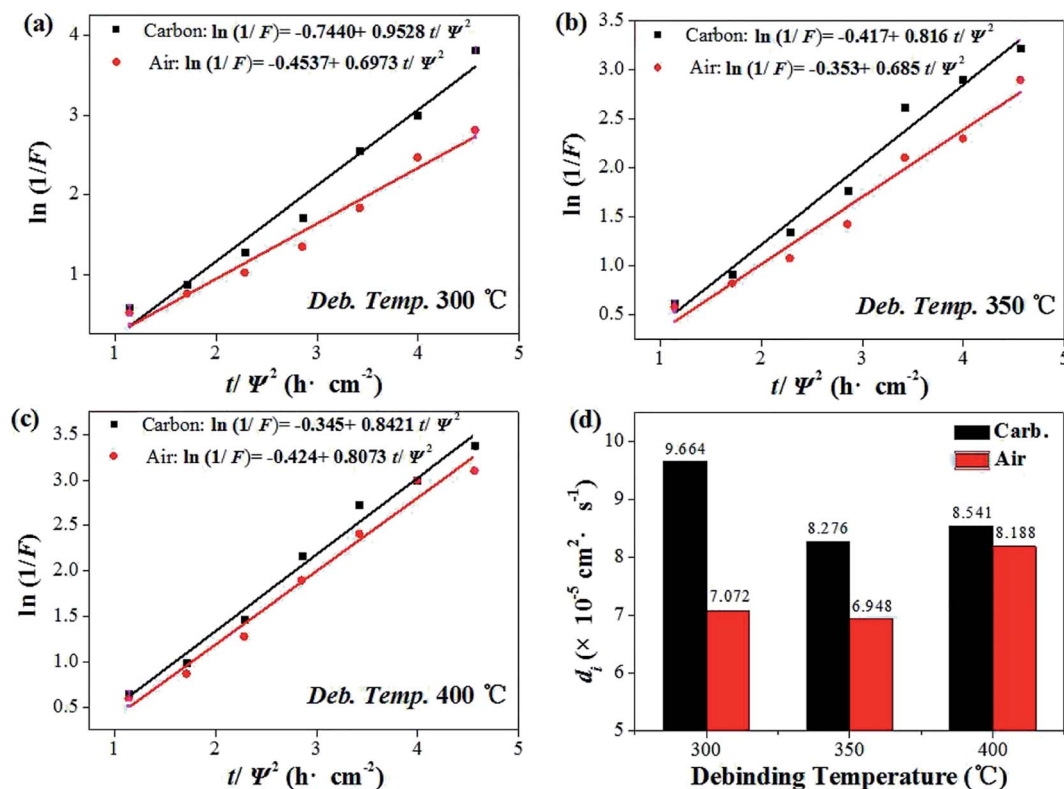 (a)
Carbon: ln (1/ F)= -0.7440+ 0.9528 t/ Ψ²
Air: ln (1/ F)= -0.4537+ 0.6973 t/ Ψ²
ln (1/F)
4
3
2
1
Deb. Temp. 300 ℃
1 2 3 4 5
t/ Ψ² (h· cm⁻²)
(b)
Carbon: ln (1/ F)= -0.417+ 0.816 t/ Ψ²
Air: ln (1/ F)= -0.353+ 0.685 t/ Ψ²
ln (1/F)
3.5
3.0
2.5
2.0
1.5
1.0
0.5
Deb. Temp. 350 ℃
1 2 3 4 5
t/ Ψ² (h· cm⁻²)
(c)
Carbon: ln (1/ F)= -0.345+ 0.8421 t/ Ψ²
Air: ln (1/ F)= -0.424+ 0.8073 t/ Ψ²
ln (1/F)
3.5
3.0
2.5
2.0
1.5
1.0
0.5
Deb. Temp. 400 ℃
1 2 3 4 5
t/ Ψ² (h· cm⁻²)
(d)
Carb.
Air
dᵢ (× 10⁻⁵ cm²· s⁻¹)
10
9
8
7
6
5
9.664
7.072
8.276
6.948
8.541
8.188
300 350 400
Debinding Temperature (℃)